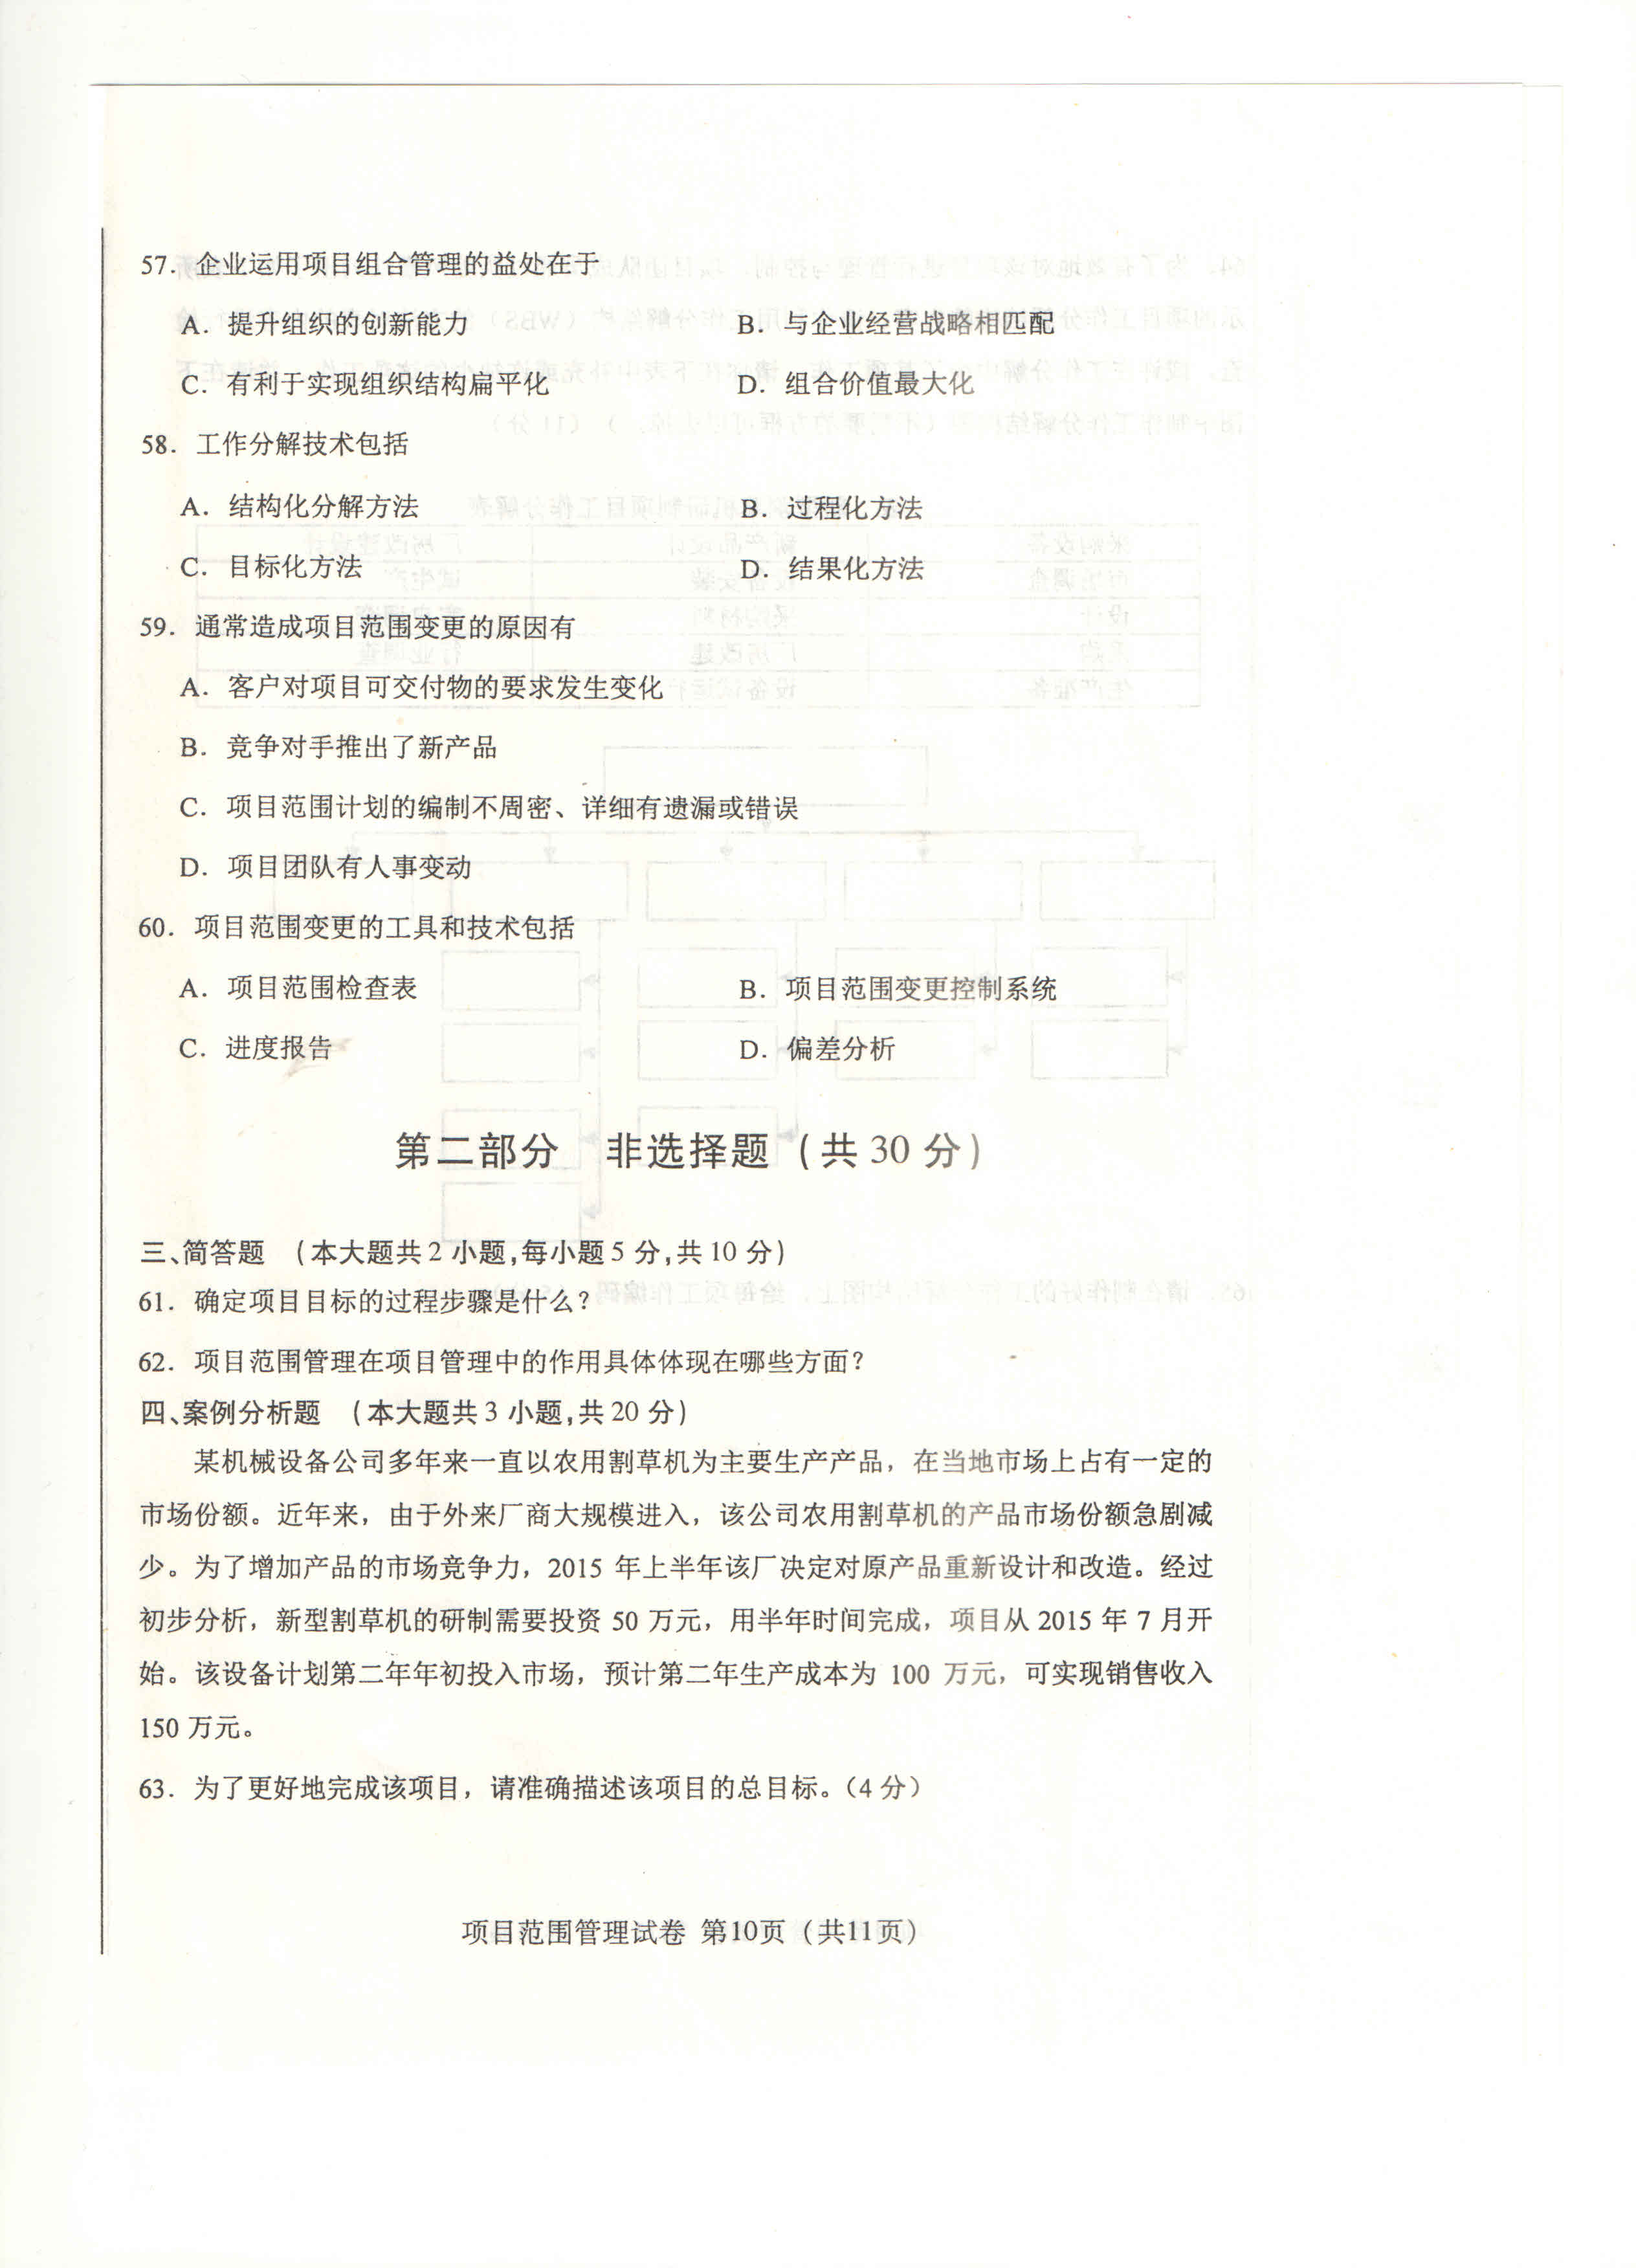 57．企业运用项目组合管理的益处在于
A．提升组织的创新能力 B．与企业经营战略相匹配
C．有利于实现组织结构扁平化 D．组合价值最大化
58．工作分解技术包括
A．结构化分解方法 B．过程化方法
C．目标化方法 D．结果化方法
59．通常造成项目范围变更的原因有
A．客户对项目可交付物的要求发生变化
B．竞争对手推出了新产品
C．项目范围计划的编制不周密、详细有遗漏或错误
D．项目团队有人事变动
60．项目范围变更的工具和技术包括
A．项目范围检查表 B．项目范围变更控制系统
C．进度报告 D．偏差分析
第二部分 非选择题（共 30 分）
三、简答题 （本大题共 2 小题，每小题 5 分，共 10 分）
61．确定项目目标的过程步骤是什么？
62．项目范围管理在项目管理中的作用具体体现在哪些方面？
四、案例分析题 （本大题共 3 小题，共 20 分）
某机械设备公司多年来一直以农用割草机为主要生产产品，在当地市场上占有一定的
市场份额。近年来，由于外来厂商大规模进入，该公司农用割草机的产品市场份额急剧减
少。为了增加产品的市场竞争力，2015 年上半年该厂决定对原产品重新设计和改造。经过
初步分析，新型割草机的研制需要投资 50 万元，用半年时间完成，项目从 2015 年 7 月开
始。该设备计划第二年年初投入市场，预计第二年生产成本为 100 万元，可实现销售收入
150 万元。
63．为了更好地完成该项目，请准确描述该项目的总目标。（4 分）
项目范围管理试卷 第10页（共11页）